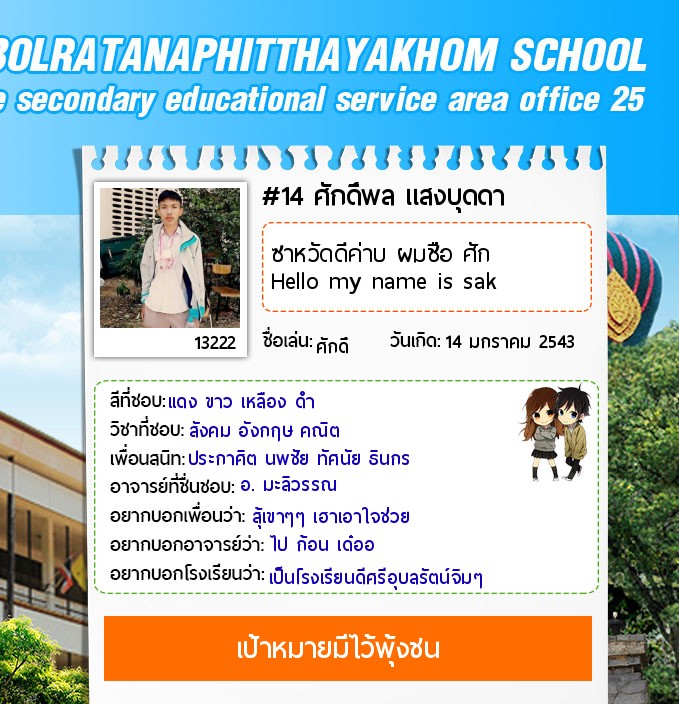 BOLRATANAPHITTHAYAKHOM SCHOOL
secondary educational service area office 25
#14 ศักดิ์พล แสงบุดดา
ซาหวัดดีค่าบ ผมชื่อ ศัก
Hello my name is sak
13222
ชื่อเล่น: ศักดิ์ วันเกิด: 14 มกราคม 2543
สีที่ชอบ: แดง ขาว เหลือง ดำ
วิชาที่ชอบ: สังคม อังกฤษ คณิต
เพื่อนสนิท: ประกาศิต นพชัย ทัศนัย ธินกร
อาจารย์ที่ชื่นชอบ: อ. มะลิวรรณ
อยากบอกเพื่อนว่า: สู้เขาๆๆ เฮาเอาใจช่วย
อยากบอกอาจารย์ว่า: ไป ก้อน เด๋ออ
อยากบอกโรงเรียนว่า: เป็นโรงเรียนดีศรีอุบลรัตน์จิมๆ
เป้าหมายมีไว้พุ้งชน